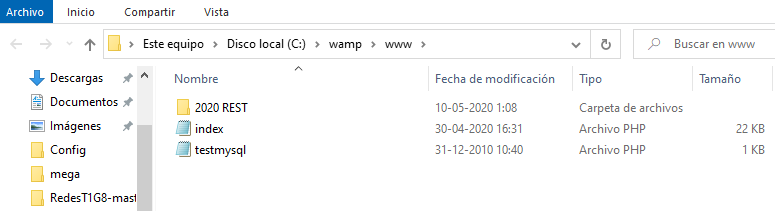 Archivo Inicio Compartir Vista
Este equipo Disco local (C:) wamp www Buscar en www
Nombre Fecha de modificación Tipo Tamaño
Descargas
Documentos
Imágenes
Config
mega
RedesT1G8-mast
2020 REST 10-05-2020 1:08 Carpeta de archivos
index 30-04-2020 16:31 Archivo PHP 22 KB
testmysql 31-12-2010 10:40 Archivo PHP 1 KB